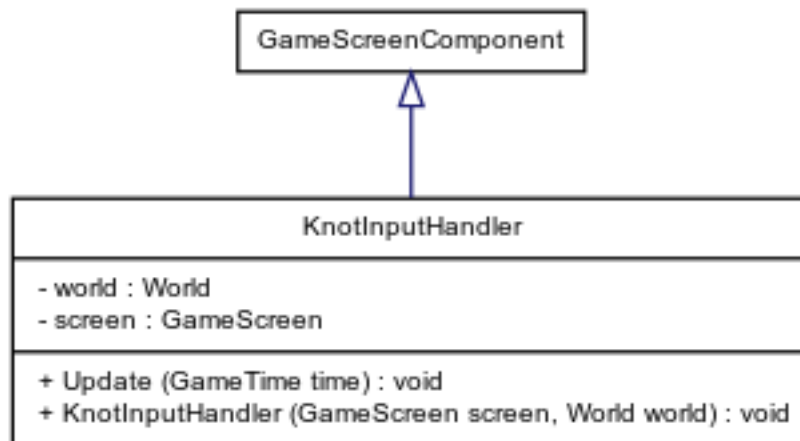 GameScreenComponent
KnotInputHandler
- world : World
- screen : GameScreen
+ Update (GameTime time) : void
+ KnotInputHandler (GameScreen screen, World world) : void